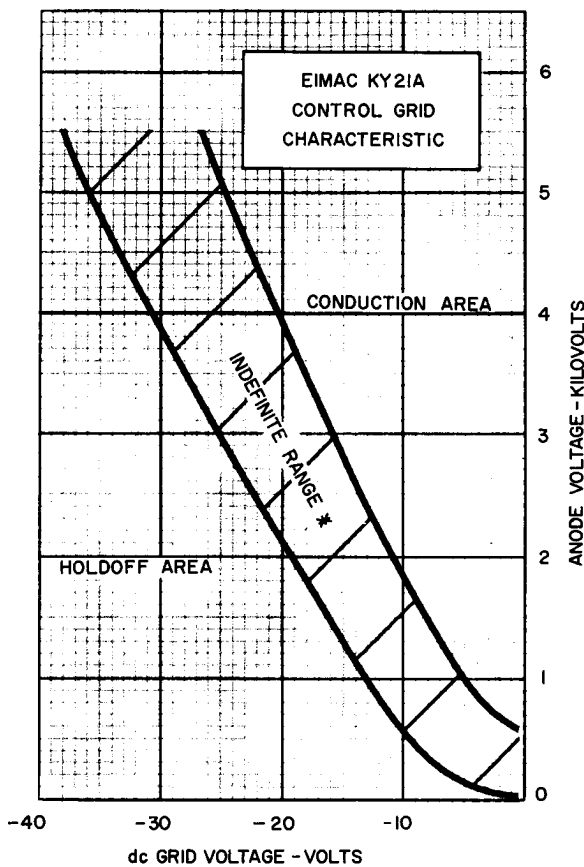 EIMAC KY21A
CONTROL GRID
CHARACTERISTIC
6
5
CONDUCTION AREA
4
INDEFINITE RANGE *
3
ANODE VOLTAGE - KILOVOLTS
HOLDOFF AREA
2
1
0
-40 -30 -20 -10
dc GRID VOLTAGE - VOLTS